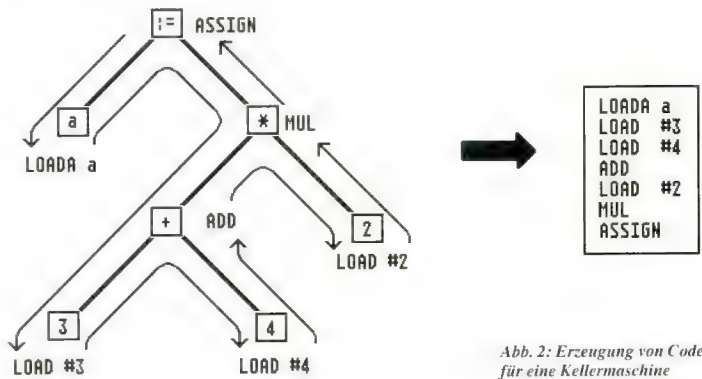 := ASSIGN
a
LOADA a
* MUL
+ ADD
2
LOAD #2
3
LOAD #3
4
LOAD #4
LOADA a
LOAD #3
LOAD #4
ADD
LOAD #2
MUL
ASSIGN
Abb. 2: Erzeugung von Code
für eine Kellermaschine